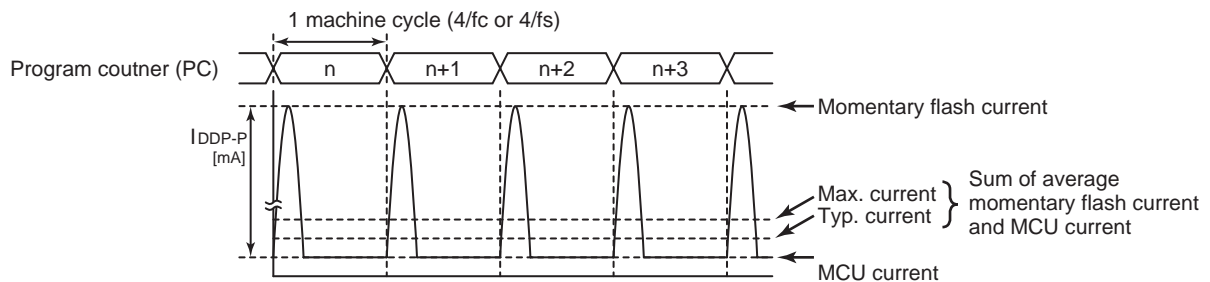 1 machine cycle (4/fc or 4/fs)
Program coutner (PC)
n
n+1
n+2
n+3
Momentary flash current
IDDP-P
[mA]
Max. current
Typ. current
Sum of average
momentary flash current
and MCU current
MCU current